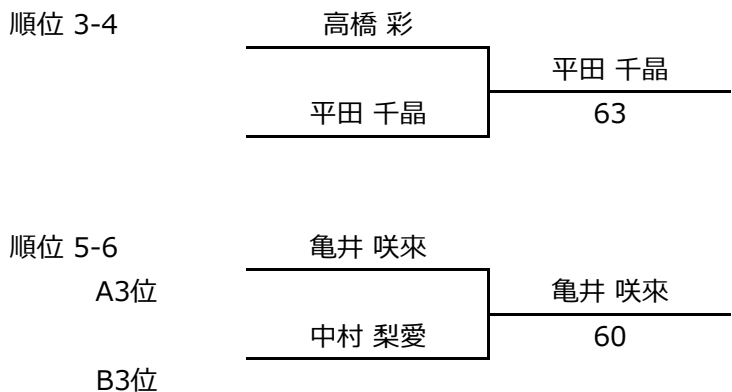 順位 3-4
高橋 彩
平田 千晶
平田 千晶
63
順位 5-6
亀井 咲來
A3位
亀井 咲來
中村 梨愛
60
B3位